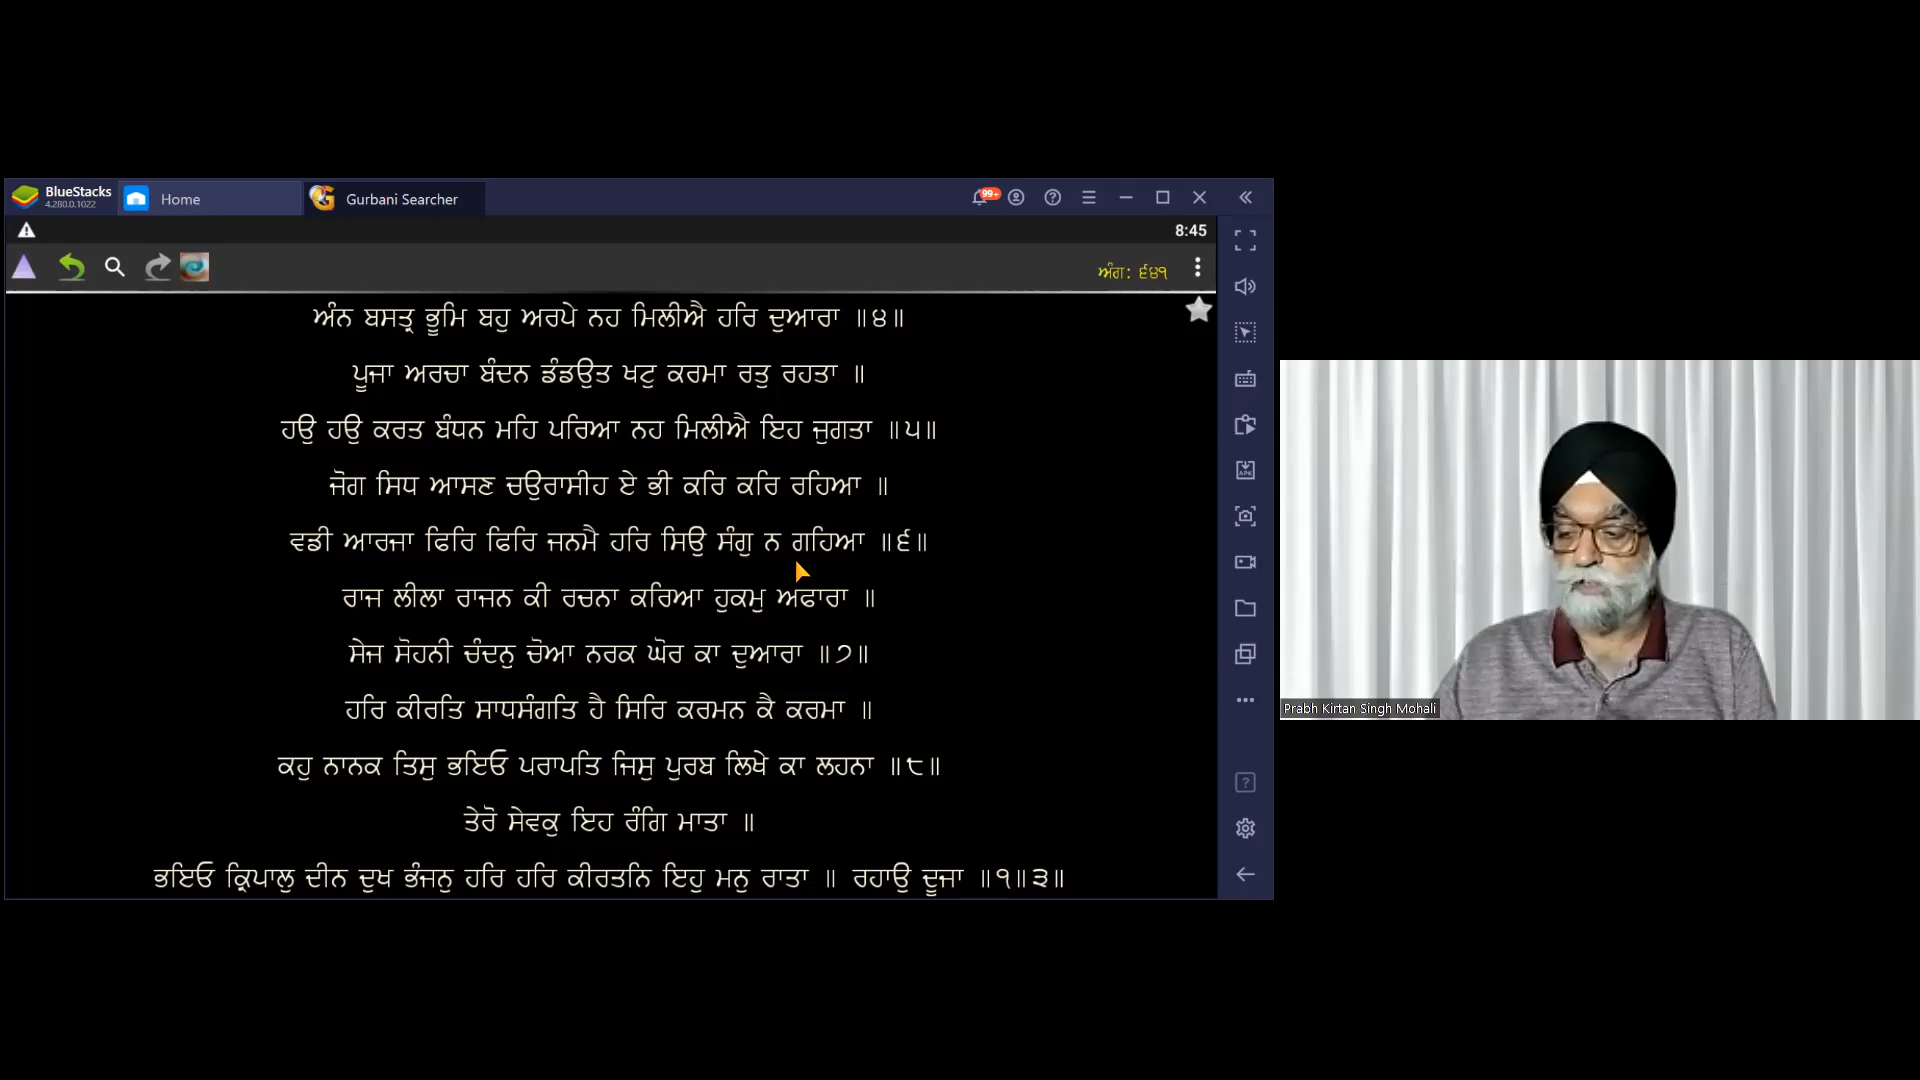 BlueStacks
4.280.0.1022
Home
Gurbani Searcher
99+
8:45
ਅੰਗ: ੬੪੧
ਅੰਨ ਬਸਤ੍ਰ ਭੂਮਿ ਬਹੁ ਅਰਪੇ ਨਹ ਮਿਲੀਐ ਹਰਿ ਦੁਆਰਾ ॥੪॥
ਪੂਜਾ ਅਰਚਾ ਬੰਦਨ ਡੰਡਉਤ ਖਟੁ ਕਰਮਾ ਰਤੁ ਰਹਤਾ ॥
ਹਉ ਹਉ ਕਰਤ ਬੰਧਨ ਮਹਿ ਪਰਿਆ ਨਹ ਮਿਲੀਐ ਇਹ ਜੁਗਤਾ ॥੫॥
ਜੋਗ ਸਿਧ ਆਸਣ ਚਉਰਾਸੀਹ ਏ ਭੀ ਕਰਿ ਕਰਿ ਰਹਿਆ ॥
ਵਡੀ ਆਰਜਾ ਫਿਰਿ ਫਿਰਿ ਜਨਮੈ ਹਰਿ ਸਿਉ ਸੰਗੁ ਨ ਗਹਿਆ ॥੬॥
ਰਾਜ ਲੀਲਾ ਰਾਜਨ ਕੀ ਰਚਨਾ ਕਰਿਆ ਹੁਕਮੁ ਅਫਾਰਾ ॥
ਸੇਜ ਸੋਹਨੀ ਚੰਦਨੁ ਚੋਆ ਨਰਕ ਘੋਰ ਕਾ ਦੁਆਰਾ ॥੭॥
ਹਰਿ ਕੀਰਤਿ ਸਾਧਸੰਗਤਿ ਹੈ ਸਿਰਿ ਕਰਮਨ ਕੈ ਕਰਮਾ ॥
ਕਹੁ ਨਾਨਕ ਤਿਸੁ ਭਇਓ ਪਰਾਪਤਿ ਜਿਸੁ ਪੁਰਬ ਲਿਖੇ ਕਾ ਲਹਨਾ ॥੮॥
ਤੇਰੋ ਸੇਵਕੁ ਇਹ ਰੰਗਿ ਮਾਤਾ ॥
ਭਇਓ ਕ੍ਰਿਪਾਲੁ ਦੀਨ ਦੁਖ ਭੰਜਨੁ ਹਰਿ ਹਰਿ ਕੀਰਤਨਿ ਇਹੁ ਮਨੁ ਰਾਤਾ ॥ ਰਹਾਉ ਦੂਜਾ ॥੧॥੩॥
Prabh Kirtan Singh Mohali